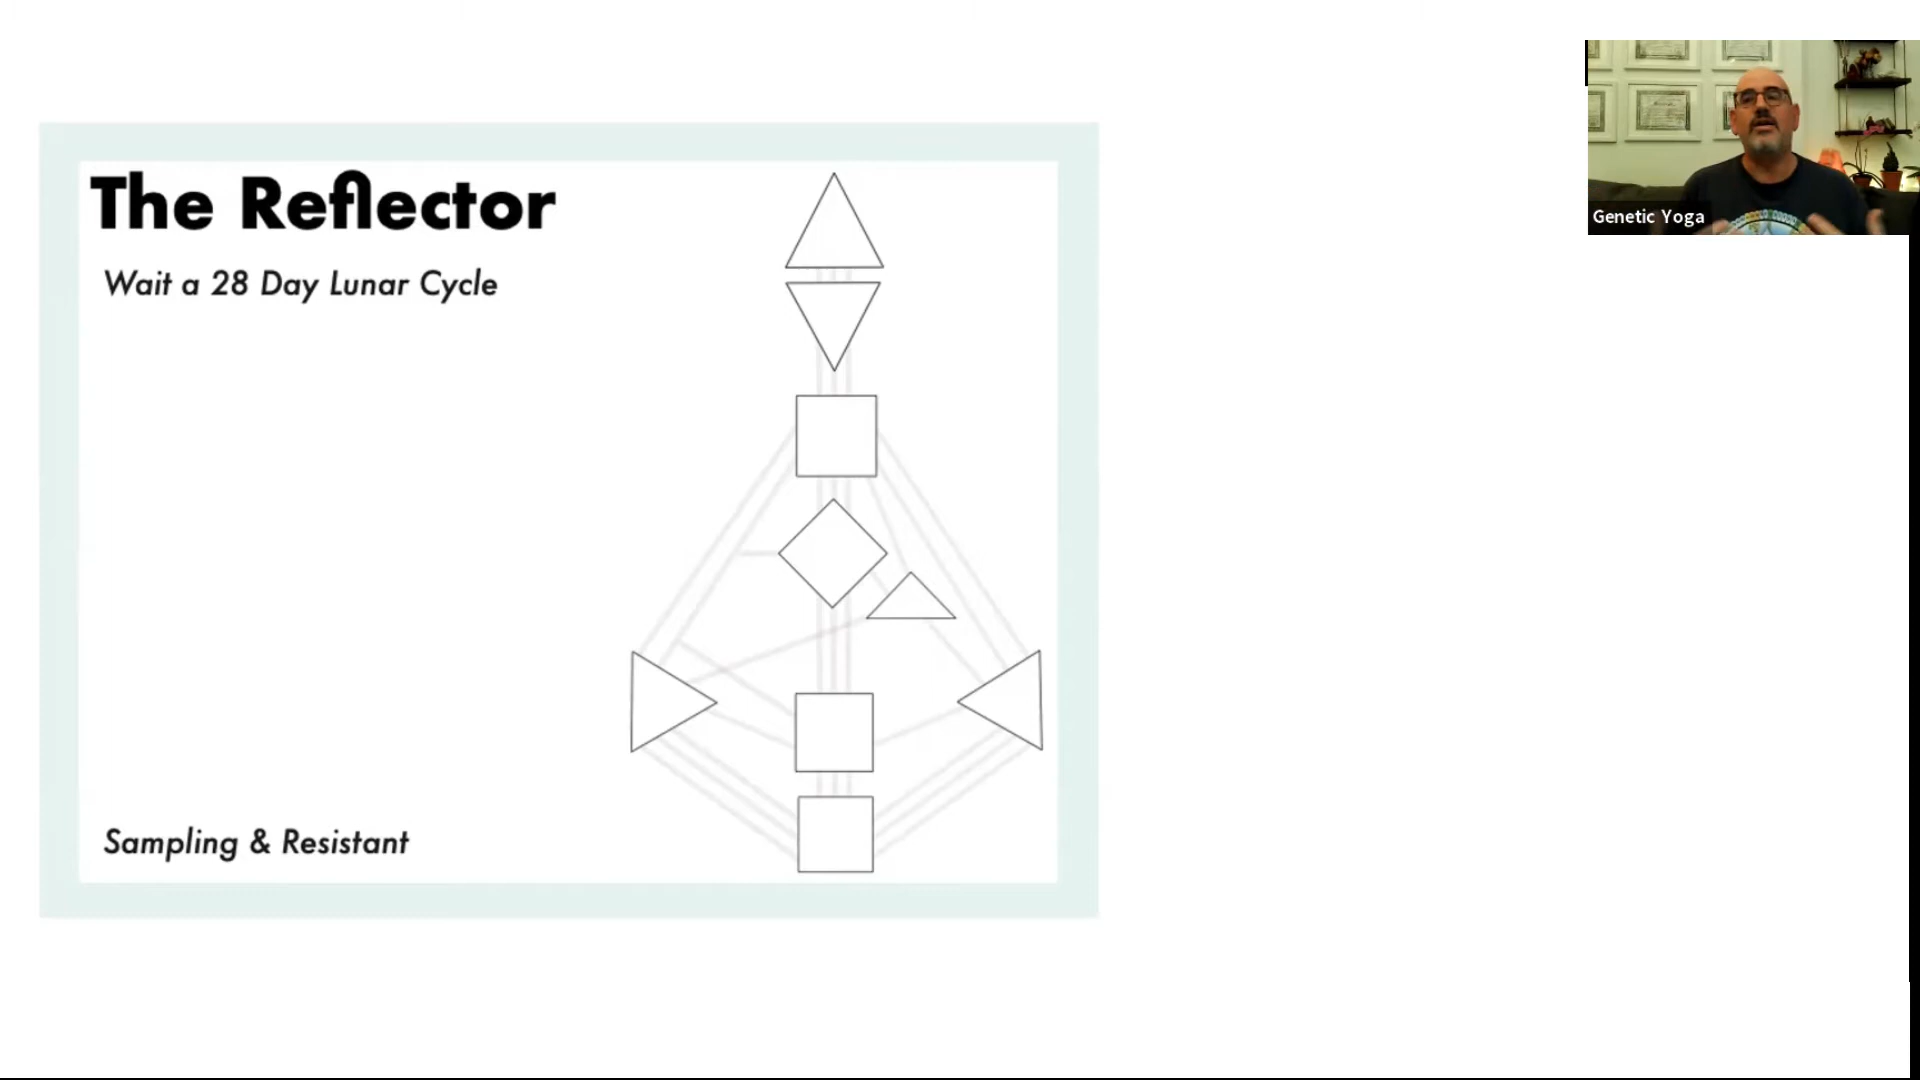 The Reflector
Wait a 28 Day Lunar Cycle
Sampling & Resistant
Genetic Yoga